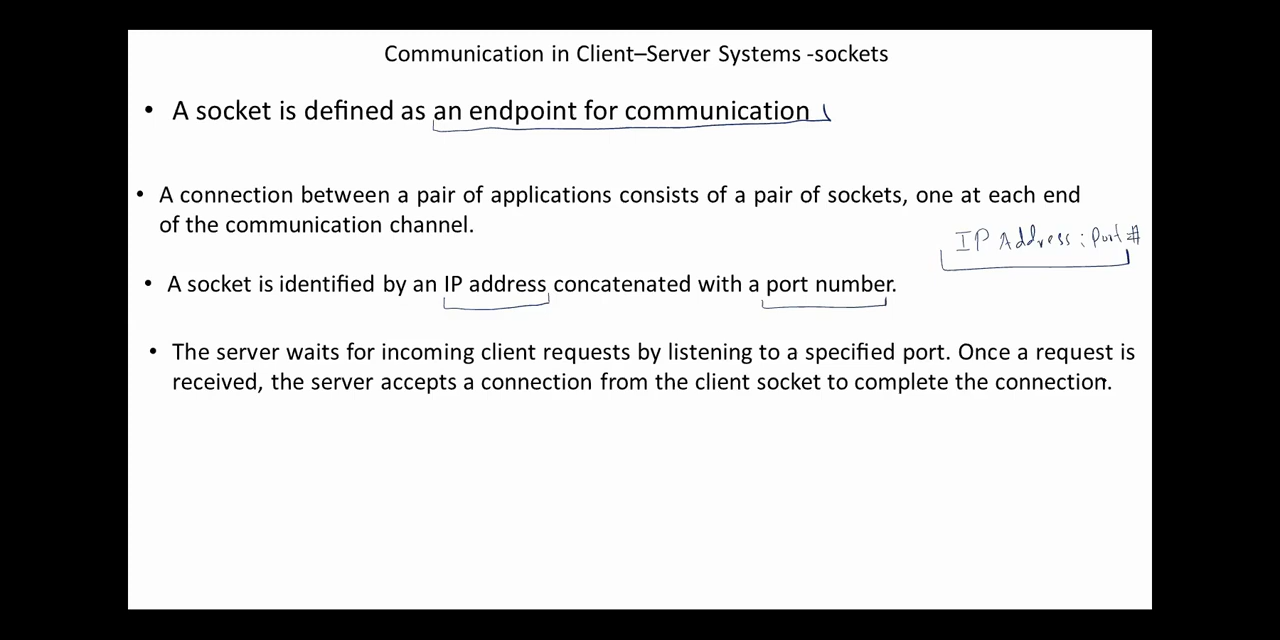 Communication in Client–Server Systems -sockets
• A socket is defined as an endpoint for communication
• A connection between a pair of applications consists of a pair of sockets, one at each end
of the communication channel.
IP Address : Port #
• A socket is identified by an IP address concatenated with a port number.
• The server waits for incoming client requests by listening to a specified port. Once a request is
received, the server accepts a connection from the client socket to complete the connection.